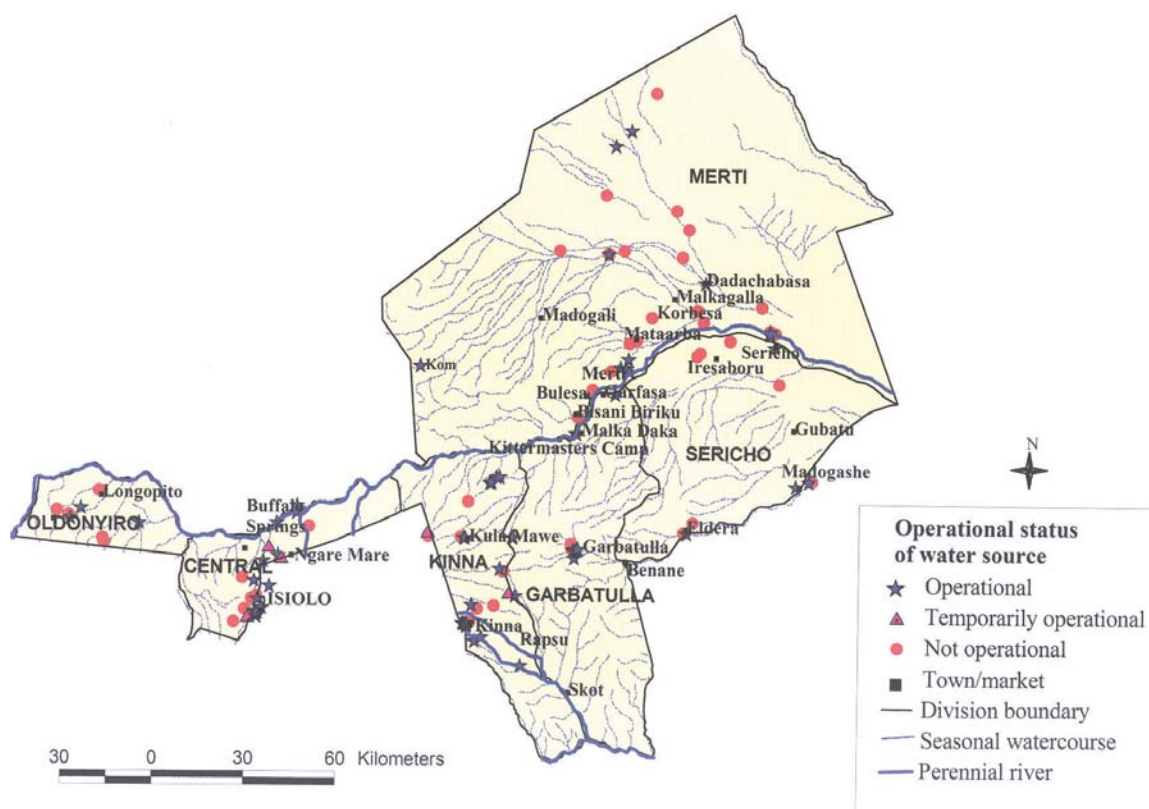 MERTI
Dadachabasa
Malkagalla
Madogali
Korbesa
Mataarba
Sericho
Kom
Merti
Iresaboru
Bulesa
Bisani Biriku
Malka Daka
Gubatu
Kittermasters Camp
SERICHO
N
Madogashe
Longopito
Buffalo
Springs
OLDONYIRO
Eldera
Kula Mawe
Garbatulla
Ngare Mare
CENTRAL
KINNA
Benane
ISIOLO
GARBATULLA
Kinna
Rapsu
Skot
30 0 30 60 Kilometers
Operational status
of water source
Operational
Temporarily operational
Not operational
Town/market
Division boundary
Seasonal watercourse
Perennial river